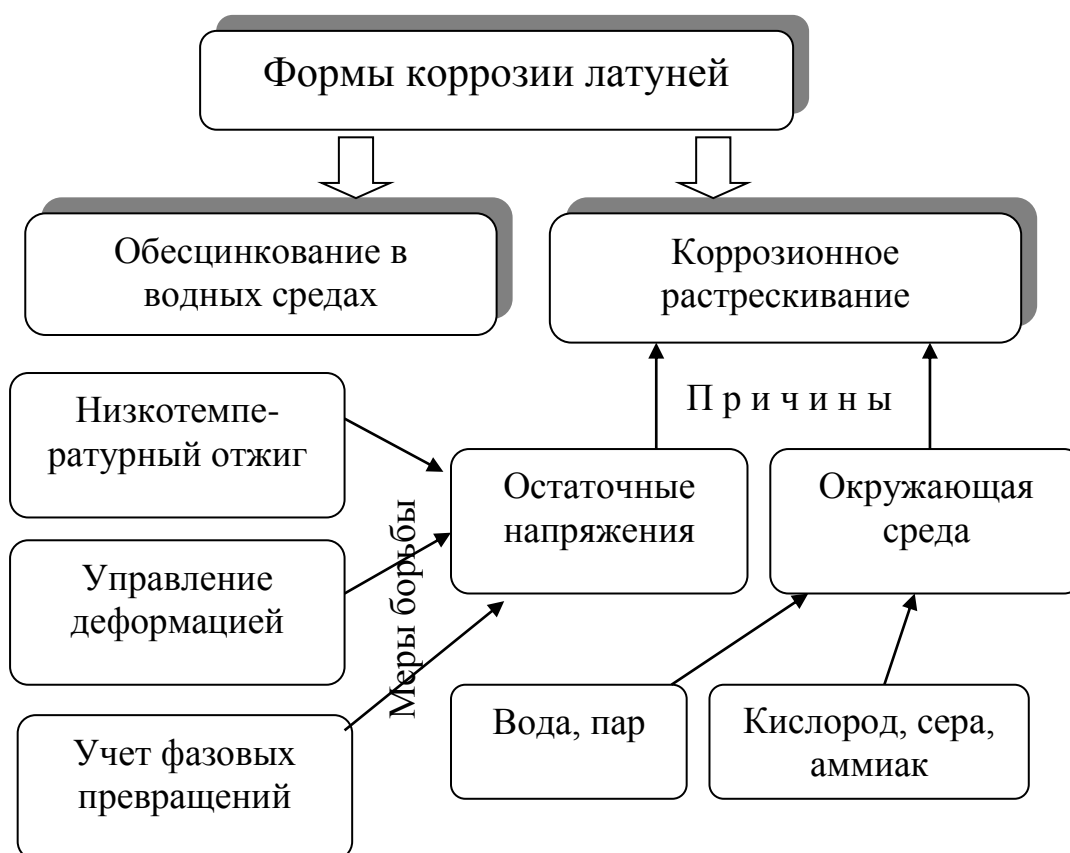 Формы коррозии латуней
Обесцинкование в
водных средах
Коррозионное
растрескивание
П р и ч и н ы
Низкотемпе-
ратурный отжиг
Остаточные
напряжения
Окружающая
среда
Меры борьбы
Управление
деформацией
Учет фазовых
превращений
Вода, пар
Кислород, сера,
аммиак